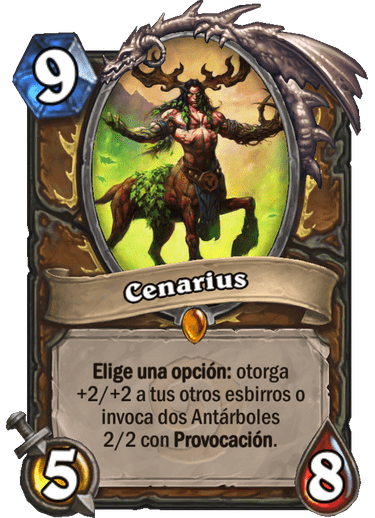 9
Cenarius
Elige una opción: otorga
+2/+2 a tus otros esbirros o
invoca dos Antárboles
2/2 con Provocación.
5
8